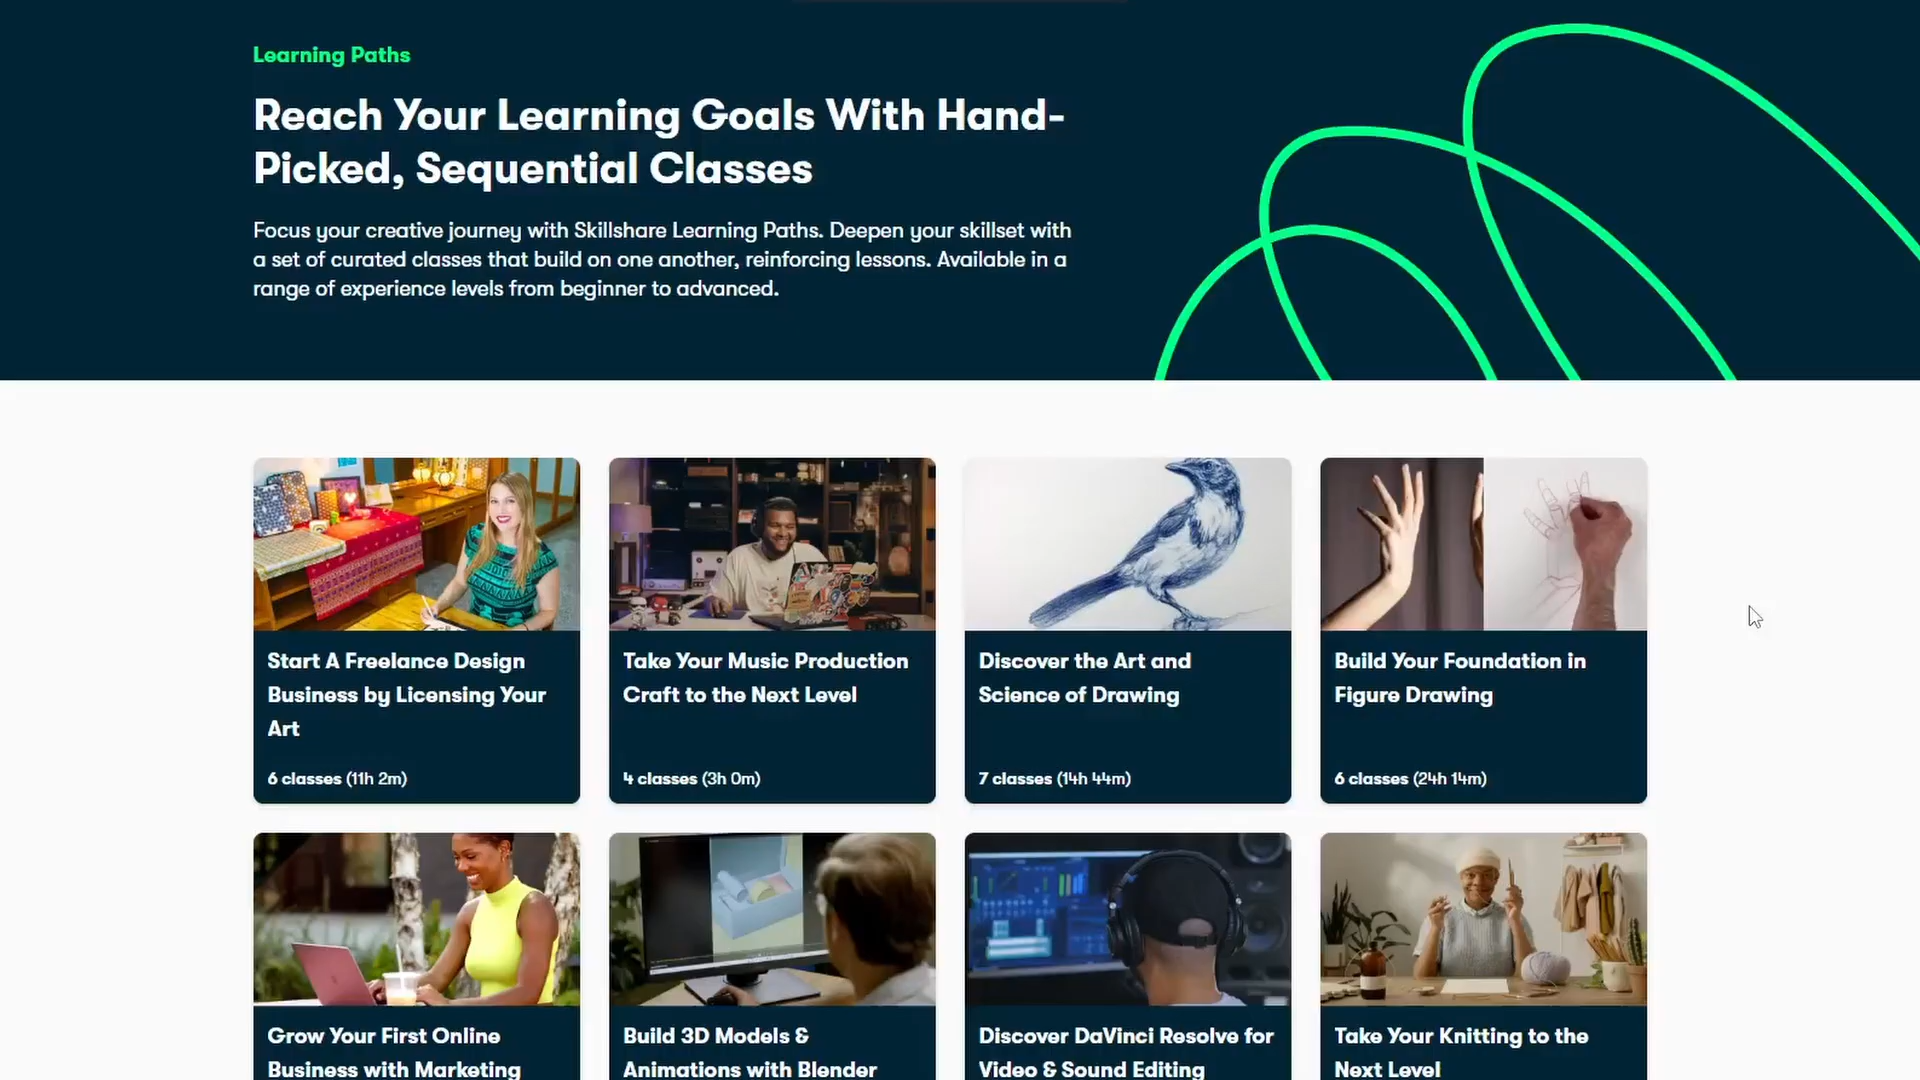 Learning Paths
Reach Your Learning Goals With Hand-
Picked, Sequential Classes
Focus your creative journey with Skillshare Learning Paths. Deepen your skillset with
a set of curated classes that build on one another, reinforcing lessons. Available in a
range of experience levels from beginner to advanced.
Start A Freelance Design
Business by Licensing Your
Art
6 classes (11h 2m)
Take Your Music Production
Craft to the Next Level
4 classes (3h 0m)
Discover the Art and
Science of Drawing
7 classes (14h 44m)
Build Your Foundation in
Figure Drawing
6 classes (24h 14m)
Grow Your First Online
Business with Marketing
Build 3D Models &
Animations with Blender
Discover DaVinci Resolve for
Video & Sound Editing
Take Your Knitting to the
Next Level